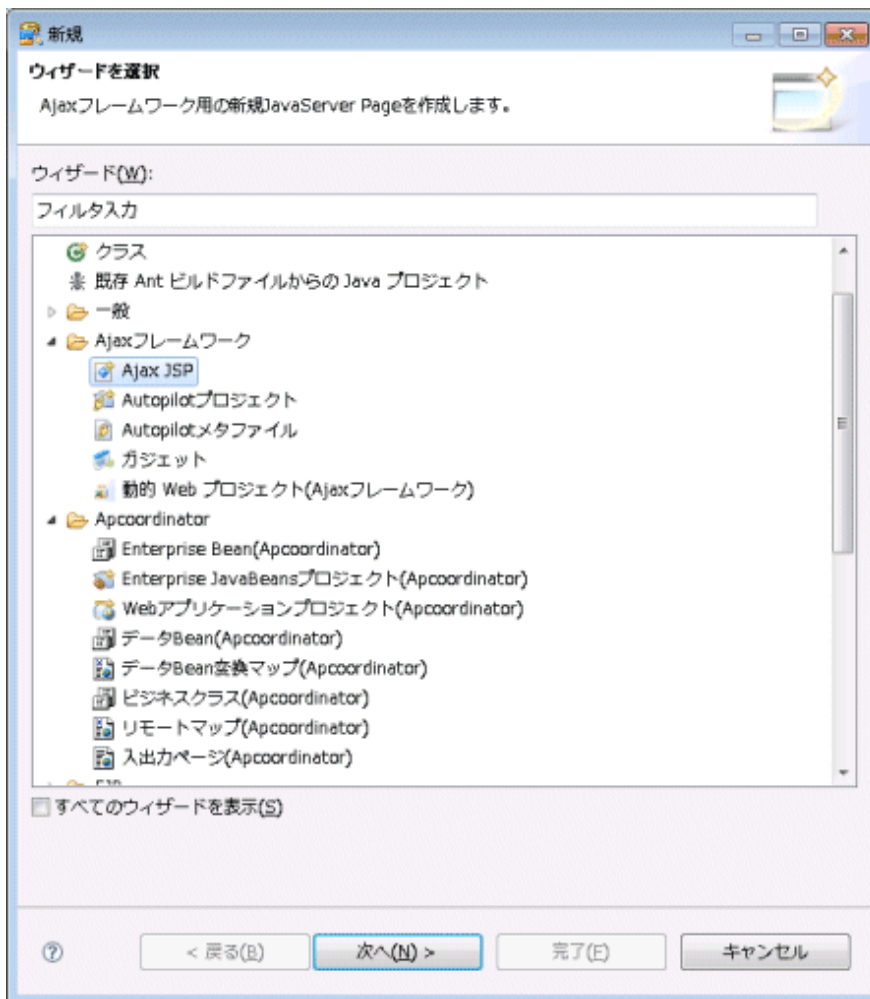 新規
ウィザードを選択
Ajaxフレームワーク用の新規JavaServer Pageを作成します。
ウィザード(W):
フィルタ入力
クラス
既存 Ant ビルドファイルからの Java プロジェクト
一般
Ajaxフレームワーク
Ajax JSP
Autopilotプロジェクト
Autopilotメタファイル
ガジェット
動的 Web プロジェクト(Ajaxフレームワーク)
Apcoordinator
Enterprise Bean(Apcoordinator)
Enterprise JavaBeansプロジェクト(Apcoordinator)
Webアプリケーションプロジェクト(Apcoordinator)
データBean(Apcoordinator)
データBean変換マップ(Apcoordinator)
ビジネスクラス(Apcoordinator)
リモートマップ(Apcoordinator)
入出力ページ(Apcoordinator)
すべてのウィザードを表示(S)
< 戻る(B) 次へ(N) > 完了(F) キャンセル